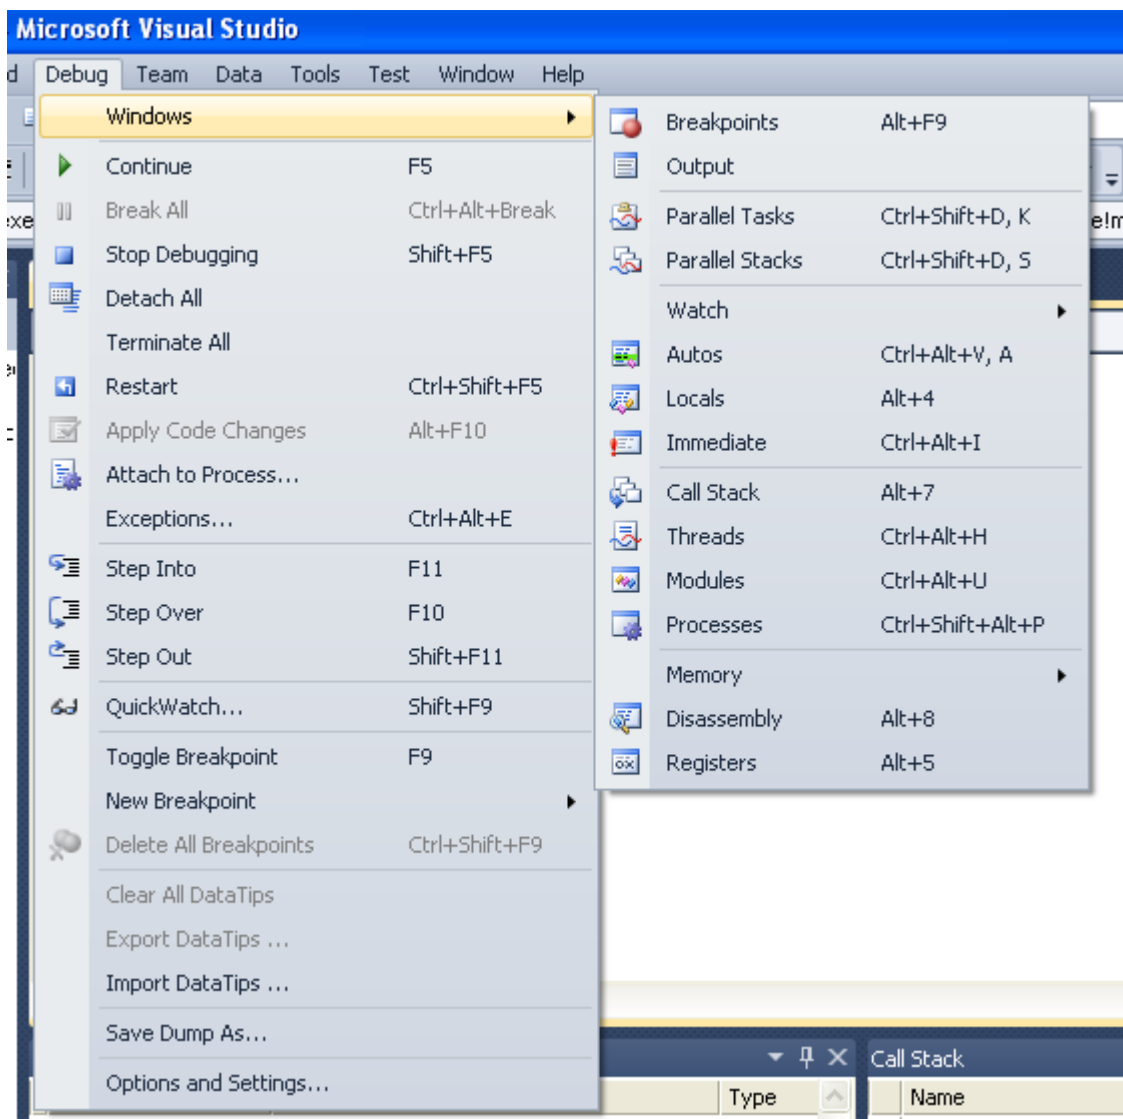 Microsoft Visual Studio
Debug Team Data Tools Test Window Help
Windows
Continue F5
Break All Ctrl+Alt+Break
Stop Debugging Shift+F5
Detach All
Terminate All
Restart Ctrl+Shift+F5
Apply Code Changes Alt+F10
Attach to Process...
Exceptions... Ctrl+Alt+E
Step Into F11
Step Over F10
Step Out Shift+F11
QuickWatch... Shift+F9
Toggle Breakpoint F9
New Breakpoint
Delete All Breakpoints Ctrl+Shift+F9
Clear All DataTips
Export DataTips ...
Import DataTips ...
Save Dump As...
Options and Settings...
Breakpoints Alt+F9
Output
Parallel Tasks Ctrl+Shift+D, K
Parallel Stacks Ctrl+Shift+D, S
Watch
Autos Ctrl+Alt+V, A
Locals Alt+4
Immediate Ctrl+Alt+I
Call Stack Alt+7
Threads Ctrl+Alt+H
Modules Ctrl+Alt+U
Processes Ctrl+Shift+Alt+P
Memory
Disassembly Alt+8
Registers Alt+5
Call Stack
Type
Name